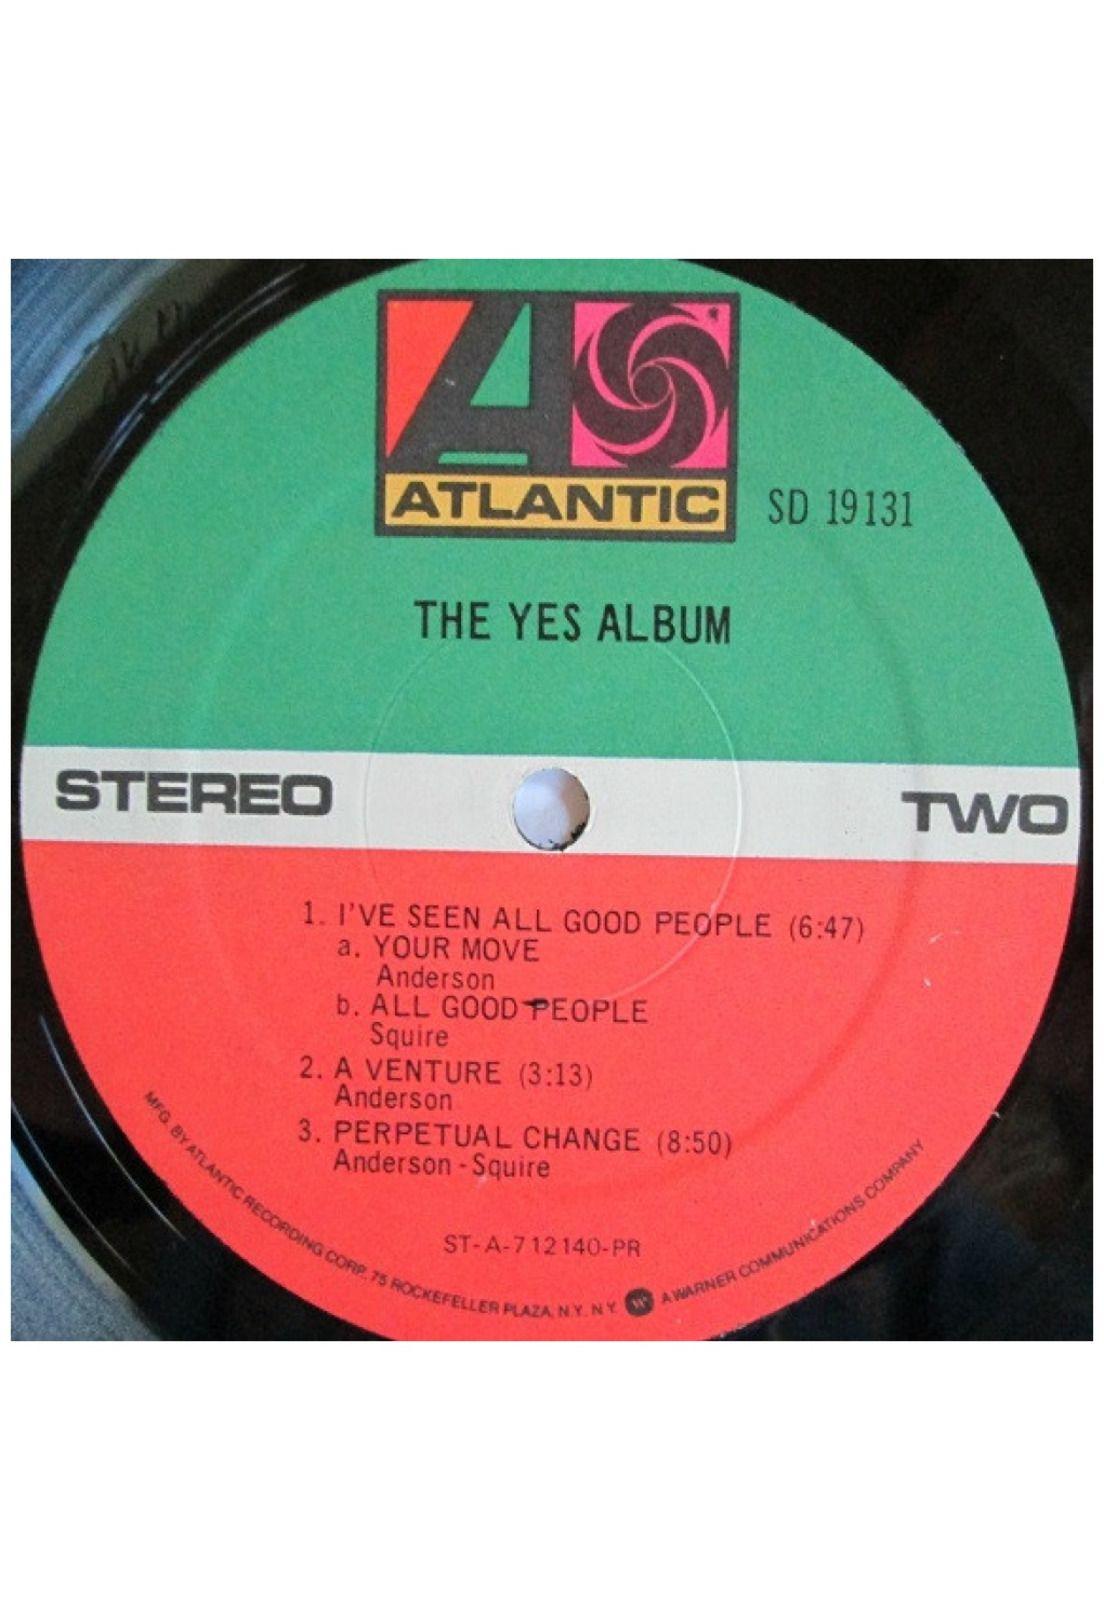 ATLANTIC
SD 19131
THE YES ALBUM
STEREO
TWO
1. I'VE SEEN ALL GOOD PEOPLE (6:47)
a. YOUR MOVE
Anderson
b. ALL GOOD PEOPLE
Squire
2. A VENTURE (3:13)
Anderson
3. PERPETUAL CHANGE (8:50)
Anderson - Squire
ST-A-712140-PR
MFG. BY ATLANTIC RECORDING CORP. 75 ROCKEFELLER PLAZA, N.Y. N.Y. W A WARNER COMMUNICATIONS COMPANY